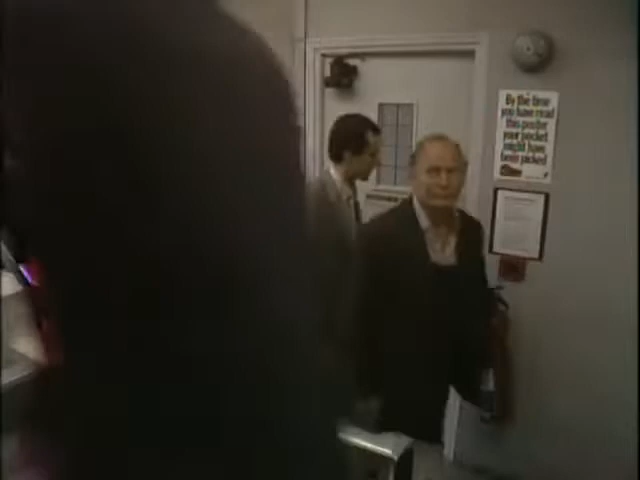 By the time
you have read
this poster
your pocket
might have
been picked